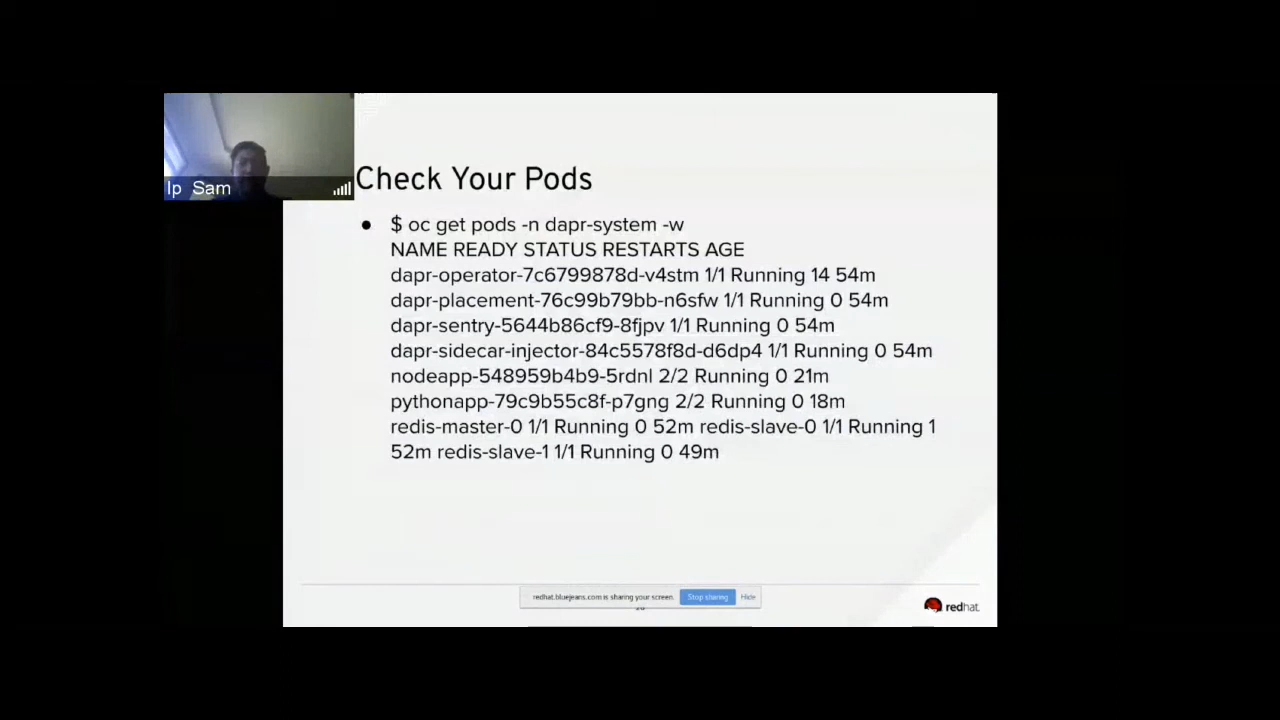 Ip Sam
Check Your Pods
● $ oc get pods -n dapr-system -w
NAME READY STATUS RESTARTS AGE
dapr-operator-7c6799878d-v4stm 1/1 Running 14 54m
dapr-placement-76c99b79bb-n6sfw 1/1 Running 0 54m
dapr-sentry-5644b86cf9-8fjpv 1/1 Running 0 54m
dapr-sidecar-injector-84c5578f8d-d6dp4 1/1 Running 0 54m
nodeapp-548959b4b9-5rdnl 2/2 Running 0 21m
pythonapp-79c9b55c8f-p7gng 2/2 Running 0 18m
redis-master-0 1/1 Running 0 52m redis-slave-0 1/1 Running 1
52m redis-slave-1 1/1 Running 0 49m
redhat.bluejeans.com is sharing your screen. Stop sharing Hide
redhat.